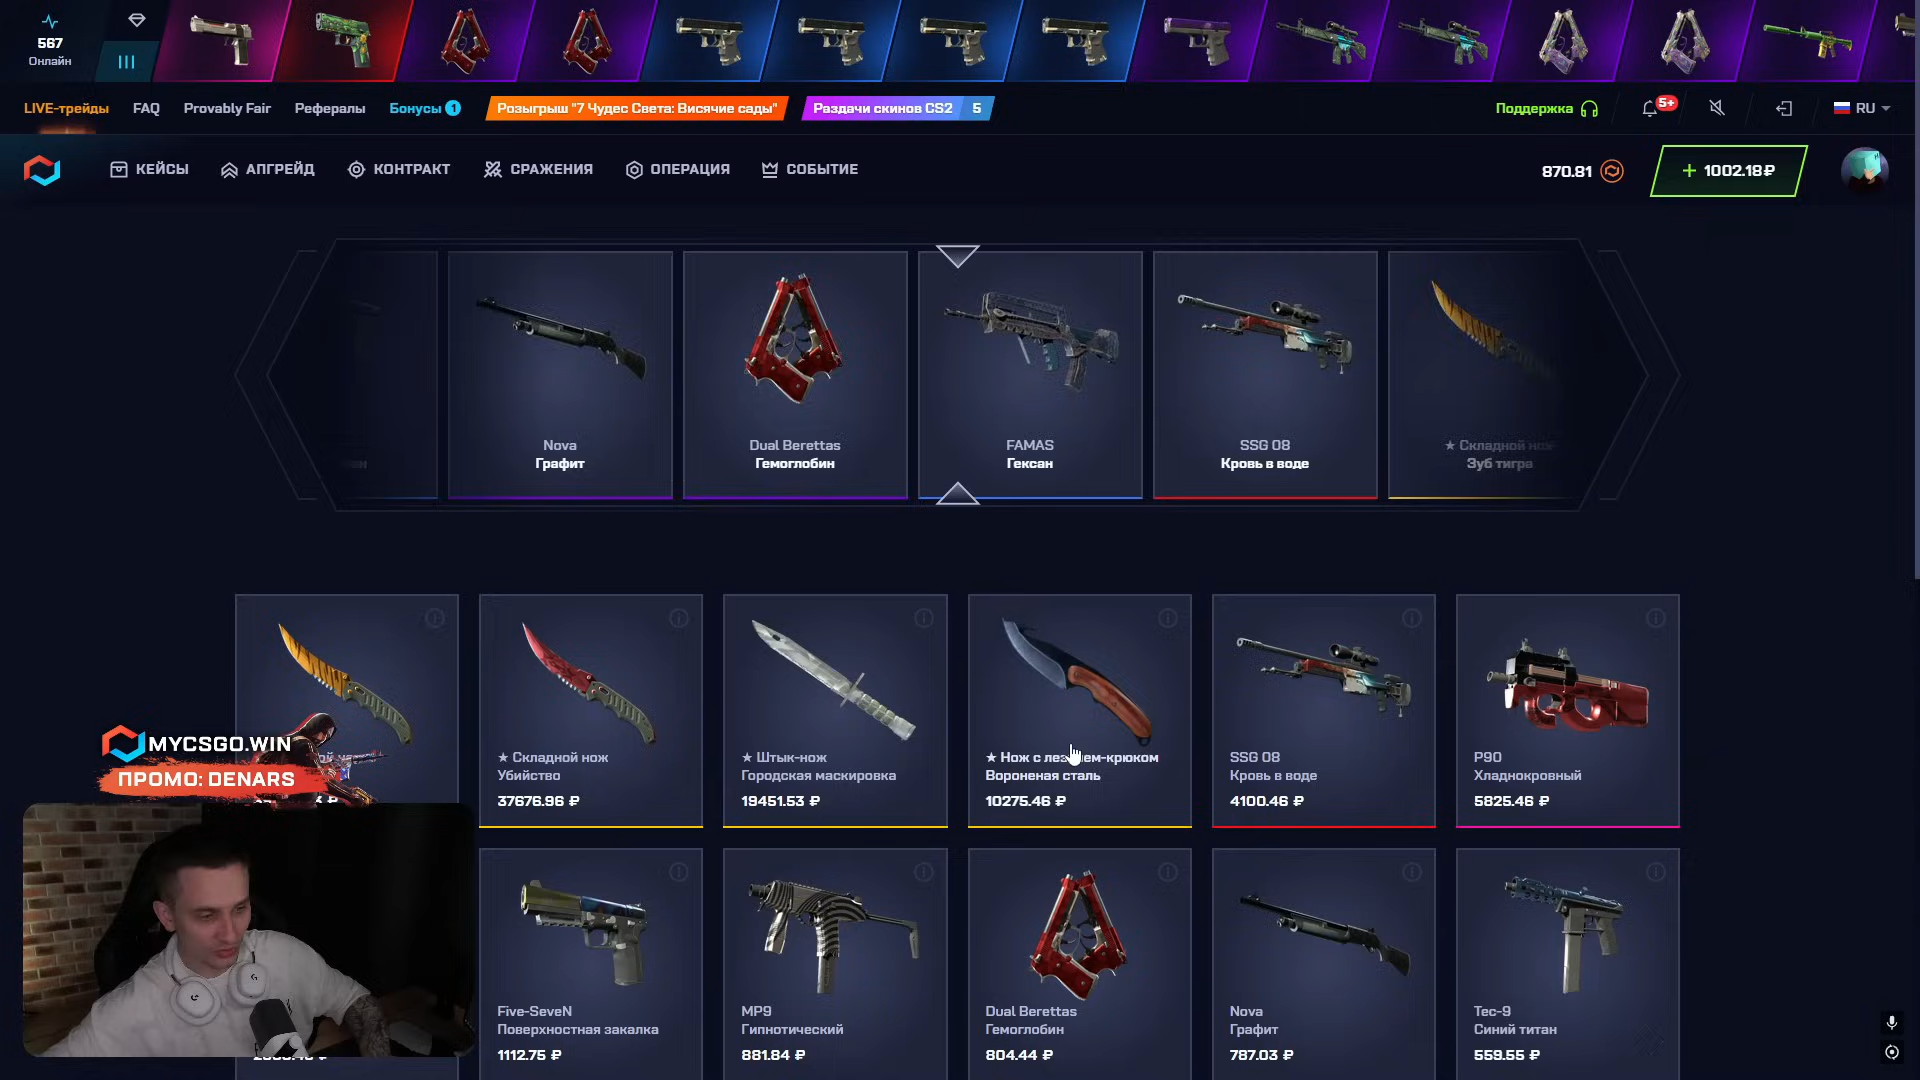 567
Онлайн
LIVE-трейды
FAQ
Provably Fair
Рефералы
Бонусы 1
Розыгрыш "7 Чудес Света: Висячие сады"
Раздачи скинов CS2 5
Поддержка
5+
RU
КЕЙСЫ
АПГРЕЙД
КОНТРАКТ
СРАЖЕНИЯ
ОПЕРАЦИЯ
СОБЫТИЕ
870.81
+ 1002.18₽
Nova
Графит
Dual Berettas
Гемоглобин
FAMAS
Гексан
SSG 08
Кровь в воде
★ Складной нож
Зуб тигра
★ Складной нож
Убийство
37676.96 ₽
★ Штык-нож
Городская маскировка
19451.53 ₽
★ Нож с лезвием-крюком
Вороненая сталь
10275.46 ₽
SSG 08
Кровь в воде
4100.46 ₽
P90
Хладнокровный
5825.46 ₽
MYCSGO.WIN
ПРОМО: DENARS
Five-SeveN
Поверхностная закалка
1112.75 ₽
MP9
Гипнотический
881.84 ₽
Dual Berettas
Гемоглобин
804.44 ₽
Nova
Графит
787.03 ₽
Tec-9
Синий титан
559.55 ₽